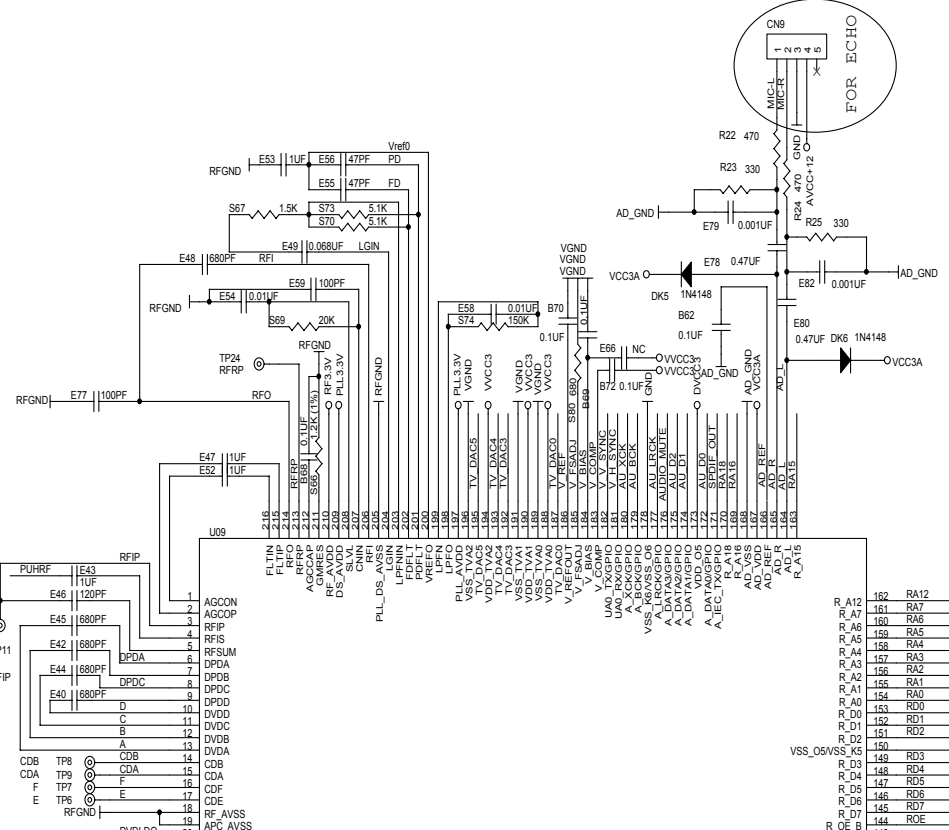 CN9
1 2 3 4 5
FOR ECHO
MIC-L
MIC-R
GND
AVCC+12
R22 470
R23 330
R24 470
R25 330
AD_GND
E79 0.001UF
E78 0.47UF
E82 0.001UF
AD_GND
VCC3A
DK5 1N4148
B62
0.1UF
AD_GND
E80
0.47UF
DK6 1N4148
VCC3A
Vref0
RFGND
E53 1UF
E56 47PF PD
E55 47PF FD
S67 1.5K
S73 5.1K
S70 5.1K
E49 0.068UF LGIN
E48 680PF RFI
E59 100PF
RFGND
E54 0.01UF
S69 20K
RFGND
TP24
RFRP
RFGND
E77 100PF
RFO
E47 1UF
E52 1UF
RFRP
B68 0.1UF
S66 1.2K (1%)
RF3.3V
PLL3.3V
RFGND
E58 0.01UF
S74 150K
PLL3.3V
VGND
TV_DAC5
VVCC3
TV_DAC4
TV_DAC3
VGND
VVCC3
VGND
VVCC3
TV_DAC0
VGND
VGND
VGND
B70
0.1UF
0.1UF
S80 680
B69
E66 NC
B72 0.1UF
VVCC3
VVCC3
V_REF
V_FSADJ
V_BIAS
V_COMP
V_V_SYNC
V_H_SYNC
AU_XCK
AU_BCK
GND
AU_LRCK
AUDIO_MUTE
AU_D2
AU_D1
DVCC3
AU_D0
SPDIF_OUT
RA18
RA16
AD_GND
VCC3A
AD_REF
AD_R
AD_L
AD_L
RA15
216 215 214 213 212 211 210 209 208 207 206 205 204 203 202 201 200 199 198 197 196 195 194 193 192 191 190 189 188 187 186 185 184 183 182 181 180 179 178 177 176 175 174 173 172 171 170 169 168 167 166 165 164 163
U09
FLTIN
FLTIP
RFO
RFRP
AGCCAP
GMRES
RF_AVDD
DS_AVDD
SLVL
CNIN
RFI
PLL_DS_AVSS
LGIN
LPFNIN
FDFLT
PDFLT
VREFO
LPFN
LPFO
PLL_AVDD
VSS_TVA2
TV_DAC5
VDD_TVA2
TV_DAC4
TV_DAC3
VSS_TVA1
VDD_TVA1
VSS_TVA0
VDD_TVA0
TV_DAC0
V_REFOUT
V_FSADJ
V_BIAS
V_COMP
UA0_TX/GPIO
UA0_RX/GPIO
A_XCK/GPIO
A_BCK/GPIO
VSS_K6/VSS_O6
A_LRCK/GPIO
A_DATA3/GPIO
A_DATA2/GPIO
A_DATA1/GPIO
VDD_O5
A_DATA0/GPIO
A_IEC_TX/GPIO
R_A18
R_A16
AD_VSS
AD_VDD
AD_REF
AD_R
AD_L
R_A15
RFIP
PUHRF E43
1UF
E46 120PF
E45 680PF
E42 680PF
DPDA
E44 680PF
DPDC
E40 680PF
D
C
B
A
CDB TP8 CDB
CDA TP9 CDA
F TP7 F
E TP6 E
RFGND
1 AGCON
2 AGCOP
3 RFIP
4 RFIS
5 RFSUM
6 DPDA
7 DPDB
8 DPDC
9 DPDD
10 DVDD
11 DVDC
12 DVDB
13 DVDA
14 CDB
15 CDA
16 CDF
17 CDE
18 RF_AVSS
19 APC_AVSS
R_A12 162 RA12
R_A7 161 RA7
R_A6 160 RA6
R_A5 159 RA5
R_A4 158 RA4
R_A3 157 RA3
R_A2 156 RA2
R_A1 155 RA1
R_A0 154 RA0
R_D0 153 RD0
R_D1 152 RD1
R_D2 151 RD2
VSS_O5/VSS_K5 150
R_D3 149 RD3
R_D4 148 RD4
R_D5 147 RD5
R_D6 146 RD6
R_D7 145 RD7
R_OE_B 144 ROE